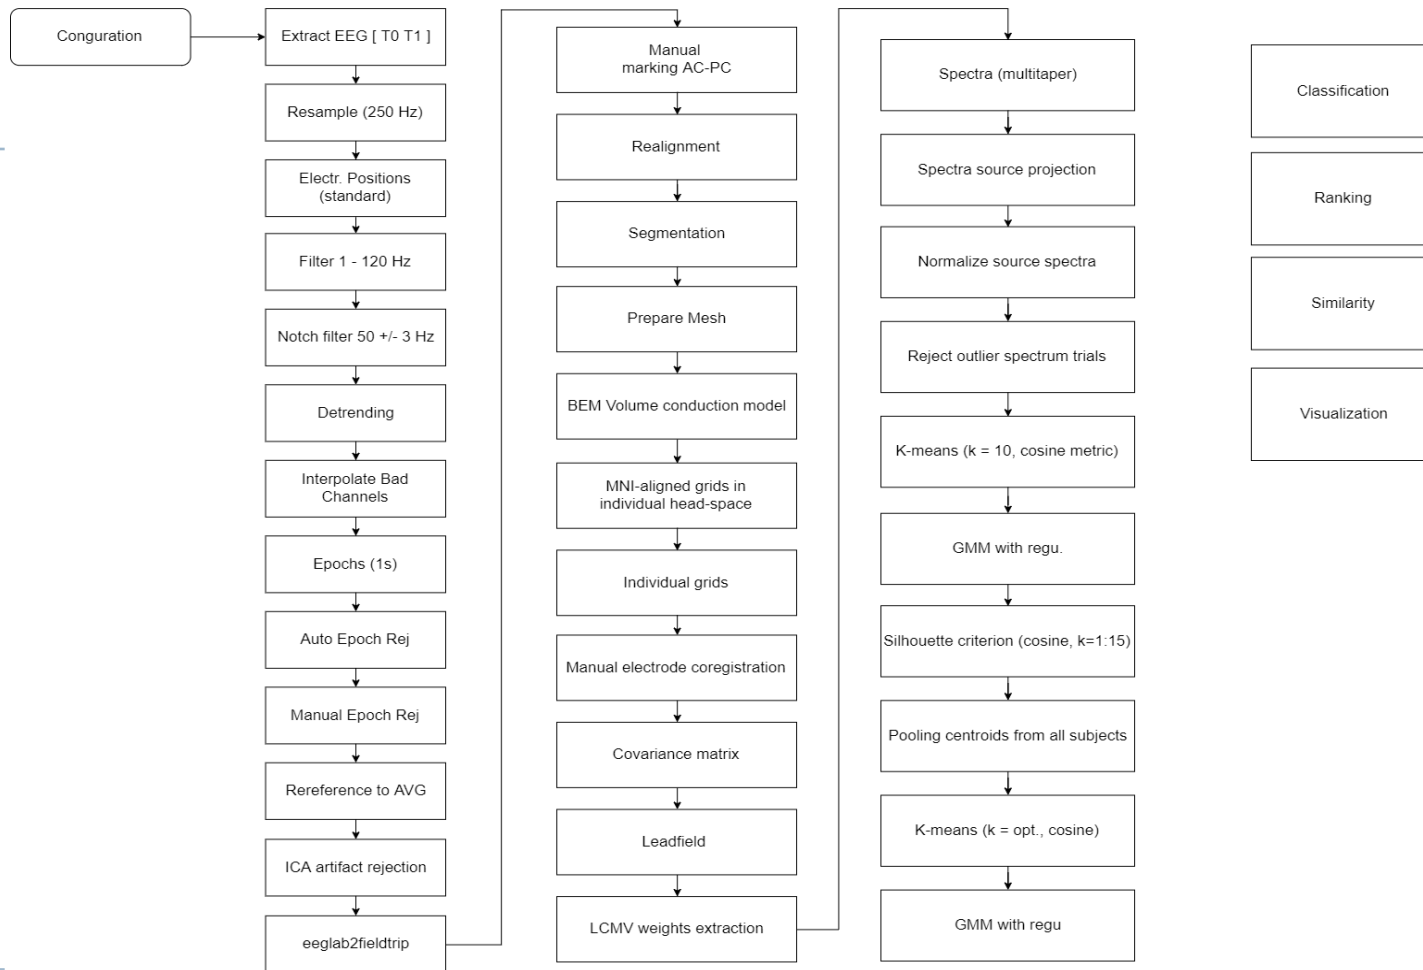 Conguration
Extract EEG [ T0 T1 ]
Resample (250 Hz)
Electr. Positions
(standard)
Filter 1 - 120 Hz
Notch filter 50 +/- 3 Hz
Detrending
Interpolate Bad
Channels
Epochs (1s)
Auto Epoch Rej
Manual Epoch Rej
Rereference to AVG
ICA artifact rejection
eeglab2fieldtrip
Manual
marking AC-PC
Realignment
Segmentation
Prepare Mesh
BEM Volume conduction model
MNI-aligned grids in
individual head-space
Individual grids
Manual electrode coregistration
Covariance matrix
Leadfield
LCMV weights extraction
Spectra (multitaper)
Spectra source projection
Normalize source spectra
Reject outlier spectrum trials
K-means (k = 10, cosine metric)
GMM with regu.
Silhouette criterion (cosine, k=1:15)
Pooling centroids from all subjects
K-means (k = opt., cosine)
GMM with regu
Classification
Ranking
Similarity
Visualization